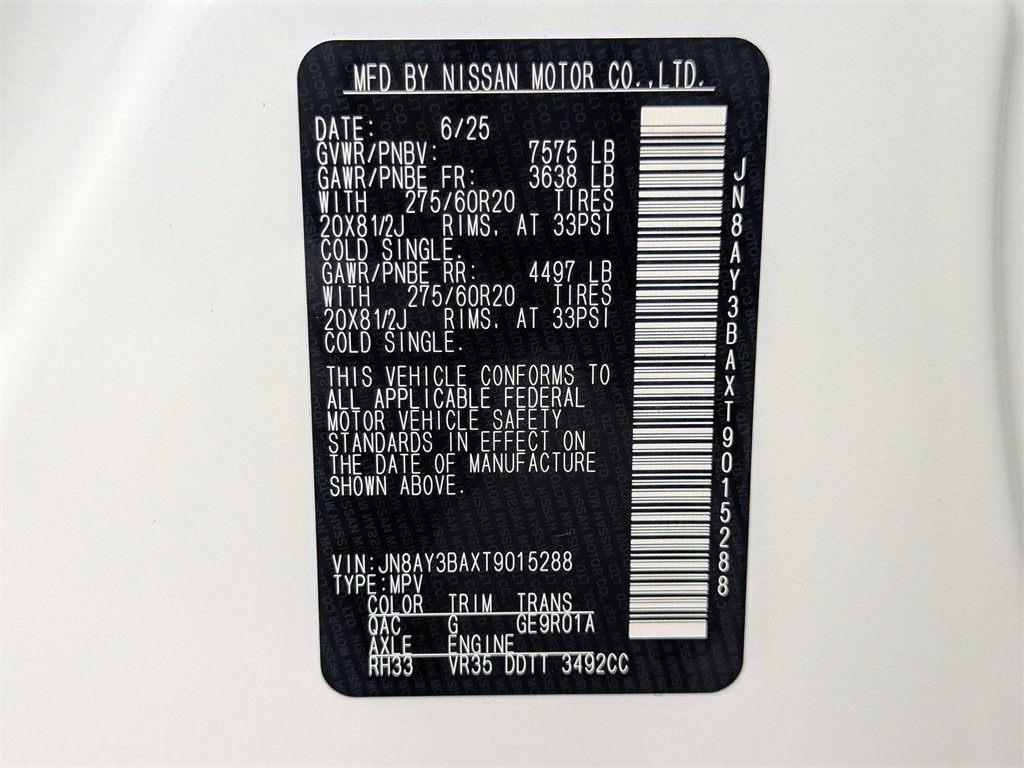 MFD BY NISSAN MOTOR CO.,LTD.
DATE: 6/25
GVWR/PNBV: 7575 LB
GAWR/PNBE FR: 3638 LB
WITH 275/60R20 TIRES
20X81/2J RIMS, AT 33PSI
COLD SINGLE.
GAWR/PNBE RR: 4497 LB
WITH 275/60R20 TIRES
20X81/2J RIMS, AT 33PSI
COLD SINGLE.
THIS VEHICLE CONFORMS TO
ALL APPLICABLE FEDERAL
MOTOR VEHICLE SAFETY
STANDARDS IN EFFECT ON
THE DATE OF MANUFACTURE
SHOWN ABOVE.
VIN:JN8AY3BAXT9015288
TYPE:MPV
COLOR TRIM TRANS
QAC G GE9R01A
AXLE ENGINE
RH33 VR35 DDTT 3492CC
JN8AY3BAXT9015288